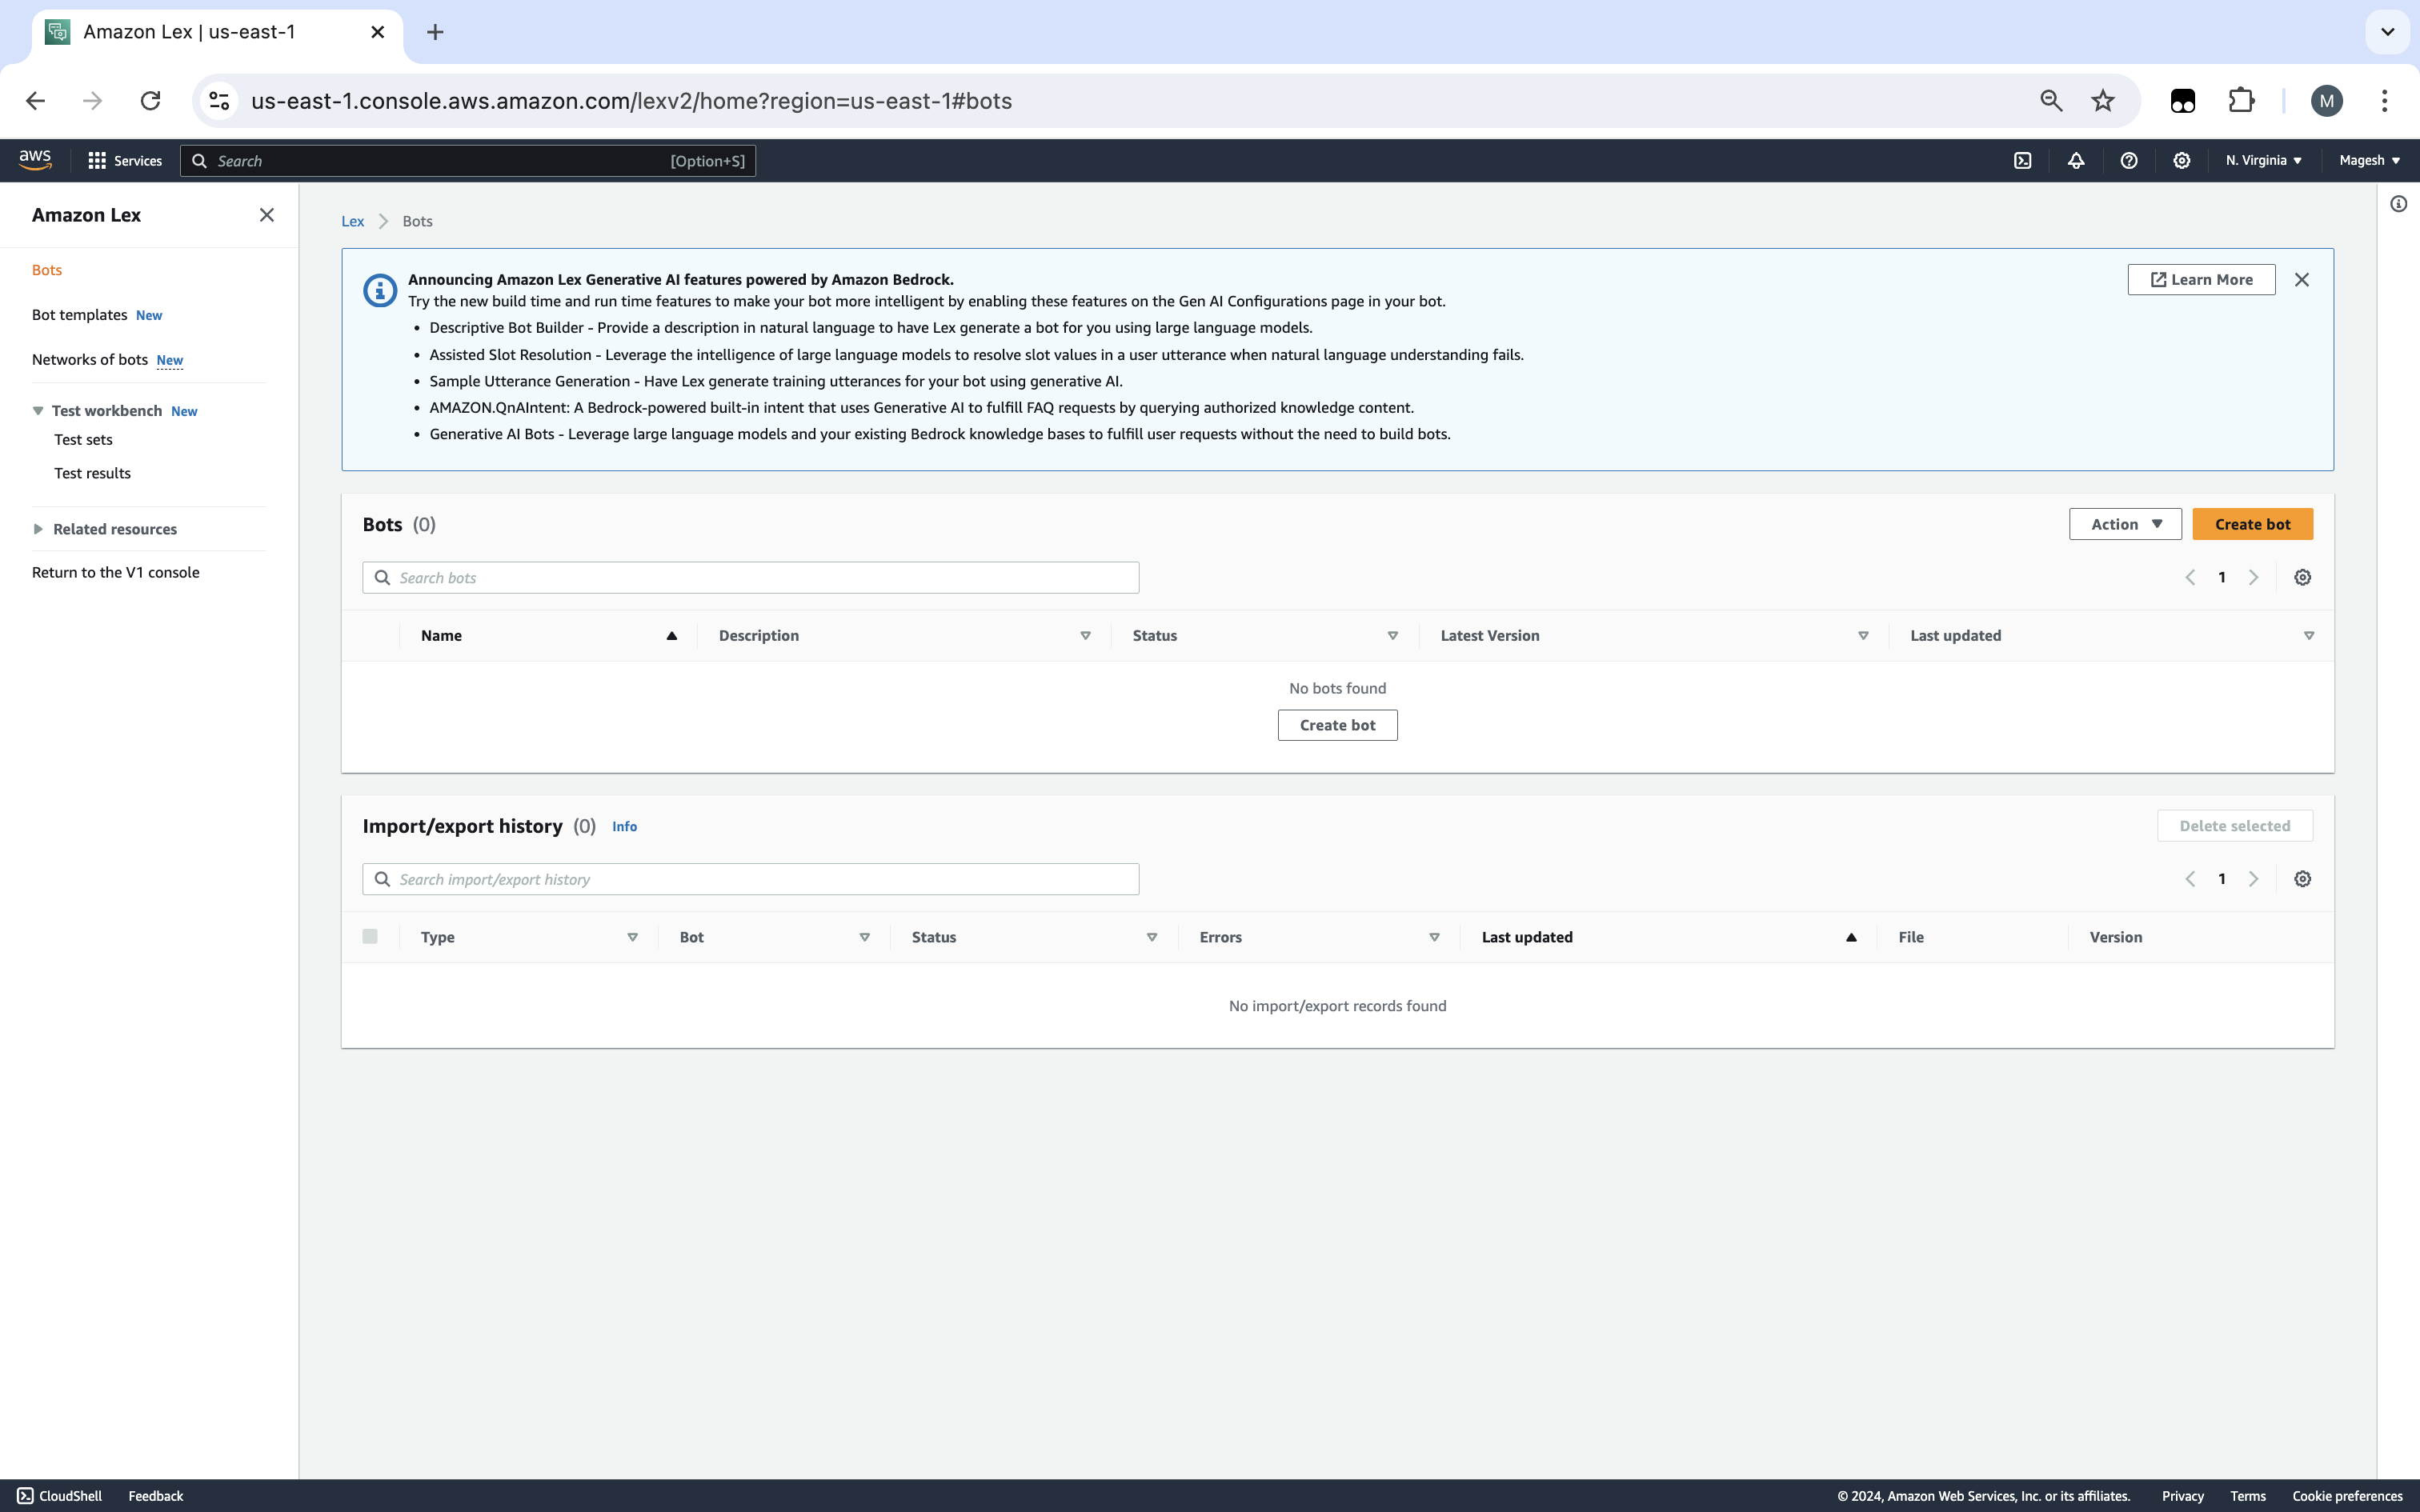 Amazon Lex | us-east-1
us-east-1.console.aws.amazon.com/lexv2/home?region=us-east-1#bots
M
aws
Services
Search
[Option+S]
N. Virginia
Magesh
Amazon Lex
Bots
Bot templates New
Networks of bots New
Test workbench New
Test sets
Test results
Related resources
Return to the V1 console
Lex
Bots
Announcing Amazon Lex Generative AI features powered by Amazon Bedrock.
Learn More
Try the new build time and run time features to make your bot more intelligent by enabling these features on the Gen AI Configurations page in your bot.
• Descriptive Bot Builder - Provide a description in natural language to have Lex generate a bot for you using large language models.
• Assisted Slot Resolution - Leverage the intelligence of large language models to resolve slot values in a user utterance when natural language understanding fails.
• Sample Utterance Generation - Have Lex generate training utterances for your bot using generative AI.
• AMAZON.QnAIntent: A Bedrock-powered built-in intent that uses Generative AI to fulfill FAQ requests by querying authorized knowledge content.
• Generative AI Bots - Leverage large language models and your existing Bedrock knowledge bases to fulfill user requests without the need to build bots.
Bots (0)
Action
Create bot
Search bots
1
Name
Description
Status
Latest Version
Last updated
No bots found
Create bot
Import/export history (0) Info
Delete selected
Search import/export history
1
Type
Bot
Status
Errors
Last updated
File
Version
No import/export records found
CloudShell
Feedback
© 2024, Amazon Web Services, Inc. or its affiliates.
Privacy
Terms
Cookie preferences